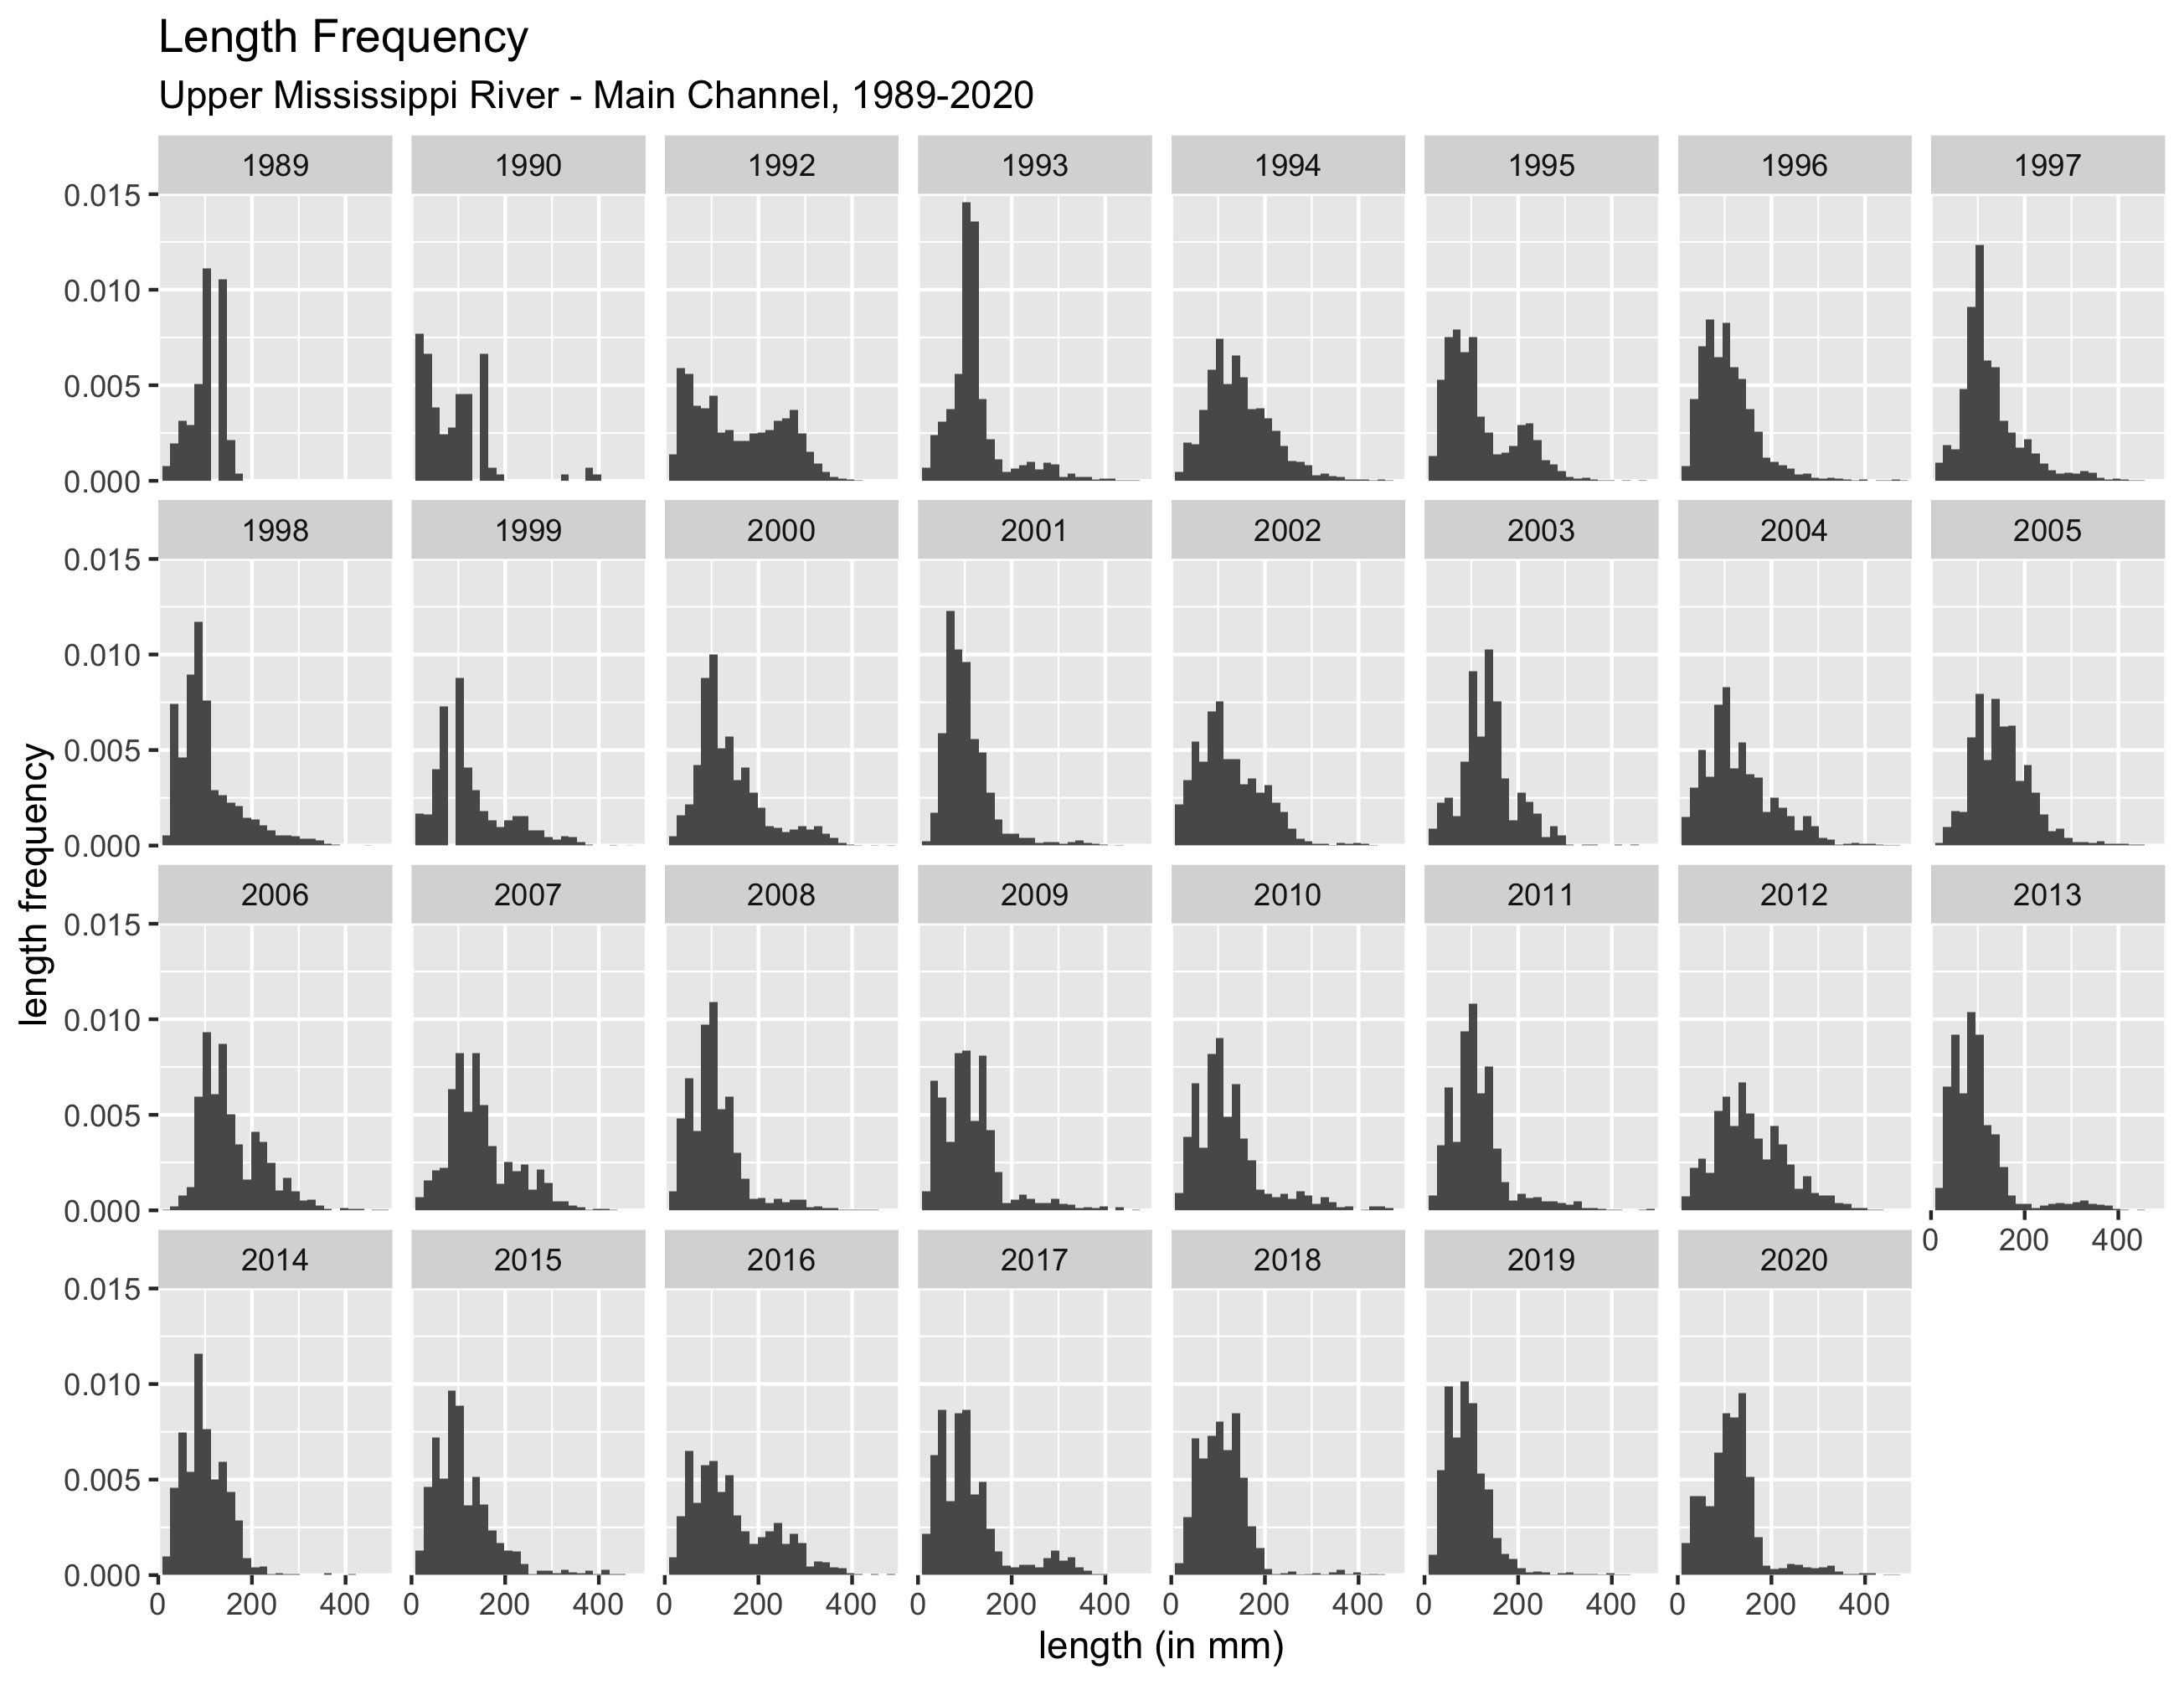 Length Frequency
Upper Mississippi River - Main Channel, 1989-2020
1989 1990 1992 1993 1994 1995 1996 1997
0.015
0.010
0.005
0.000
1998 1999 2000 2001 2002 2003 2004 2005
0.015
0.010
0.005
0.000
length frequency
2006 2007 2008 2009 2010 2011 2012 2013
0.015
0.010
0.005
0.000
0 200 400
2014 2015 2016 2017 2018 2019 2020
0.015
0.010
0.005
0.000
0 200 400 0 200 400 0 200 400 0 200 400 0 200 400 0 200 400 0 200 400
length (in mm)